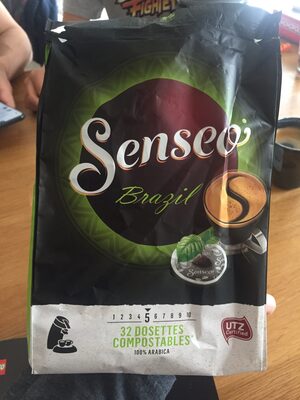 FIGHTER
Senseo
Brazil
Senseo
1 2 3 4 5 6 7 8 9 10
32 DOSETTES
COMPOSTABLES*
100% ARABICA
UTZ
Certified